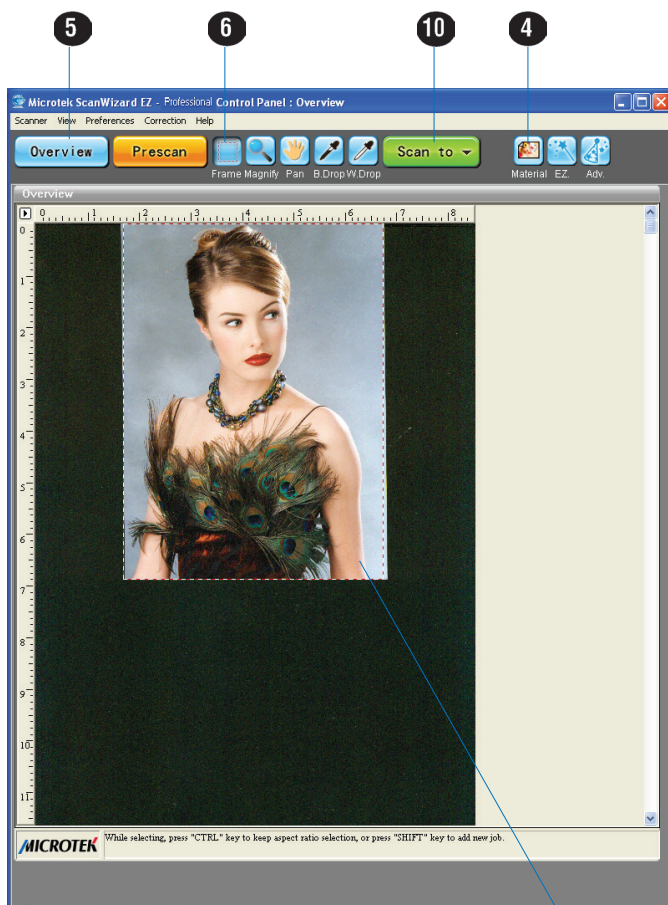 5 6 10 4
Microtek ScanWizard EZ - Professional Control Panel : Overview
Scanner View Preferences Correction Help
Overview Prescan Scan to
Frame Magnify Pan B.Drop W.Drop Material EZ. Adv.
Overview
0 1 2 3 4 5 6 7 8
0
1
2
3
4
5
6
7
8
9
10
11
MICROTEK While selecting, press "CTRL" key to keep aspect ratio selection, or press "SHIFT" key to add new job.